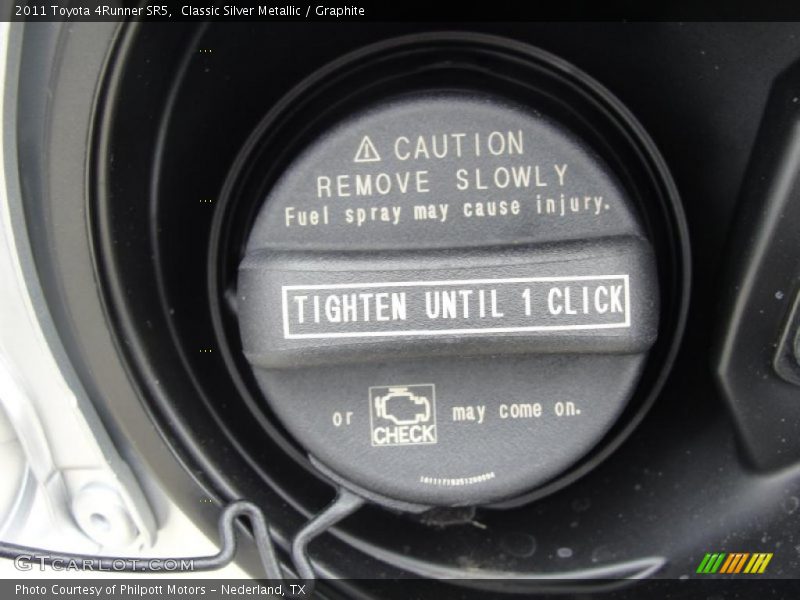 2011 Toyota 4Runner SR5, Classic Silver Metallic / Graphite
CAUTION
REMOVE SLOWLY
Fuel spray may cause injury.
TIGHTEN UNTIL 1 CLICK
or CHECK may come on.
GTcarlot.com
Photo Courtesy of Philpott Motors - Nederland, TX